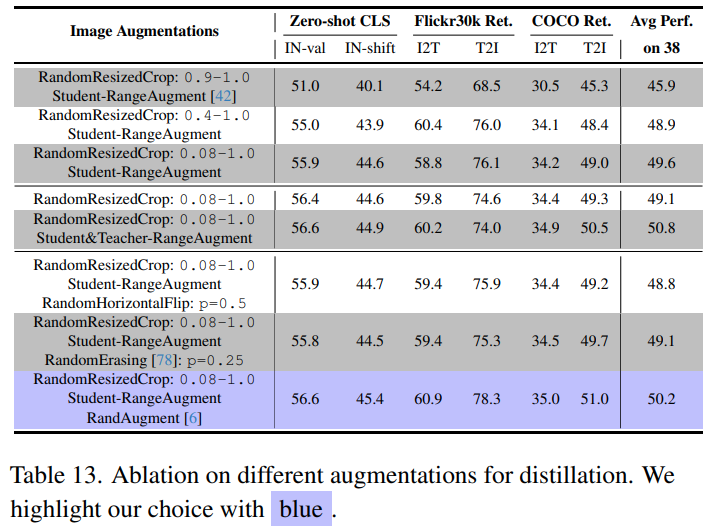 Image Augmentations Zero-shot CLS Flickr30k Ret. COCO Ret. Avg Perf.
IN-val IN-shift I2T T2I I2T T2I on 38
RandomResizedCrop: 0.9-1.0
Student-RangeAugment [42] 51.0 40.1 54.2 68.5 30.5 45.3 45.9
RandomResizedCrop: 0.4-1.0
Student-RangeAugment 55.0 43.9 60.4 76.0 34.1 48.4 48.9
RandomResizedCrop: 0.08-1.0
Student-RangeAugment 55.9 44.6 58.8 76.1 34.2 49.0 49.6
RandomResizedCrop: 0.08-1.0 56.4 44.6 59.8 74.6 34.4 49.3 49.1
RandomResizedCrop: 0.08-1.0
Student&Teacher-RangeAugment 56.6 44.9 60.2 74.0 34.9 50.5 50.8
RandomResizedCrop: 0.08-1.0
Student-RangeAugment 55.9 44.7 59.4 75.9 34.4 49.2 48.8
RandomHorizontalFlip: p=0.5
RandomResizedCrop: 0.08-1.0
Student-RangeAugment 55.8 44.5 59.4 75.3 34.5 49.7 49.1
RandomErasing [78]: p=0.25
RandomResizedCrop: 0.08-1.0
Student-RangeAugment 56.6 45.4 60.9 78.3 35.0 51.0 50.2
RandAugment [6]
Table 13. Ablation on different augmentations for distillation. We
highlight our choice with blue .